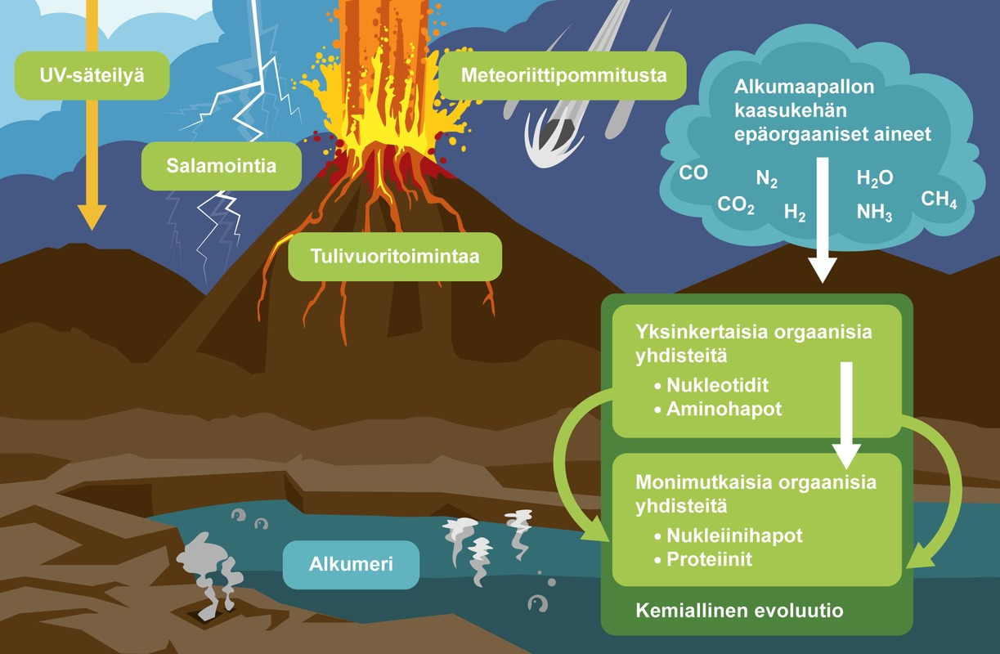 UV-säteilyä
Meteoriittipommitusta
Salamointia
Tulivuoritoimintaa
Alkumaapallon
kaasukehän
epäorgaaniset aineet
CO
N₂
H₂O
CO₂
H₂
NH₃
CH₄
Yksinkertaisia orgaanisia
yhdisteitä
• Nukleotidit
• Aminohapot
Monimutkaisia orgaanisia
yhdisteitä
• Nukleiinihapot
• Proteiinit
Kemiallinen evoluutio
Alkumeri